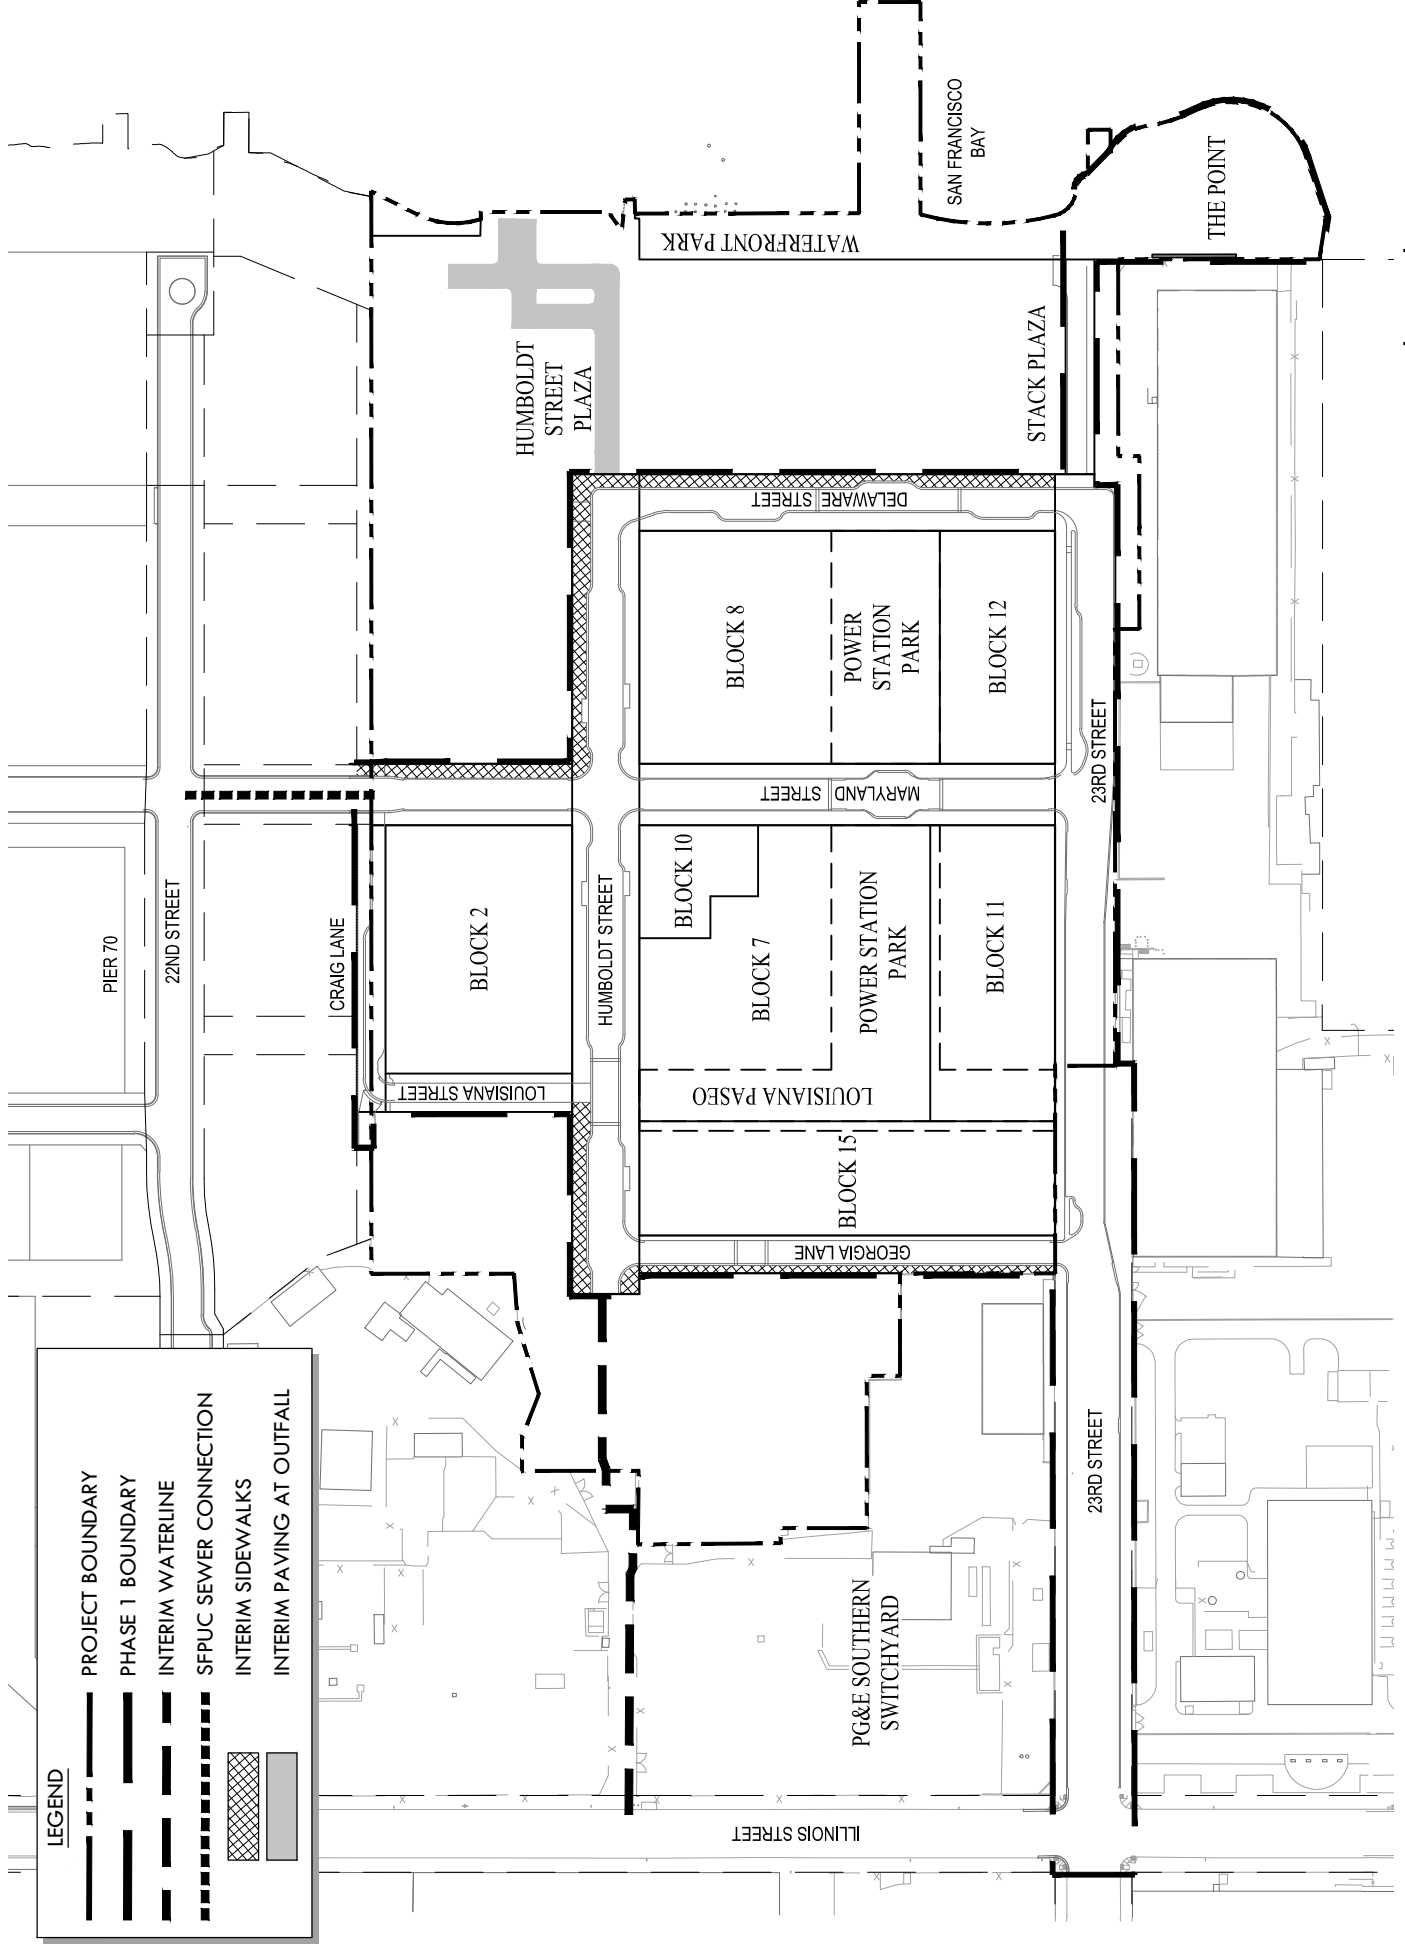 LEGEND
PROJECT BOUNDARY
PHASE 1 BOUNDARY
INTERIM WATERLINE
SFPUC SEWER CONNECTION
INTERIM SIDEWALKS
INTERIM PAVING AT OUTFALL
PIER 70
22ND STREET
CRAIG LANE
BLOCK 2
LOUISIANA STREET
HUMBOLDT STREET
HUMBOLDT
STREET
PLAZA
WATERFRONT PARK
SAN FRANCISCO
BAY
THE POINT
STACK PLAZA
DELAWARE
STREET
BLOCK 8
POWER
STATION
PARK
BLOCK 12
MARYLAND
STREET
23RD STREET
BLOCK 10
BLOCK 7
POWER STATION
PARK
BLOCK 11
LOUISIANA PASEO
BLOCK 15
GEORGIA LANE
23RD STREET
PG&E SOUTHERN
SWITCHYARD
ILLINOIS STREET